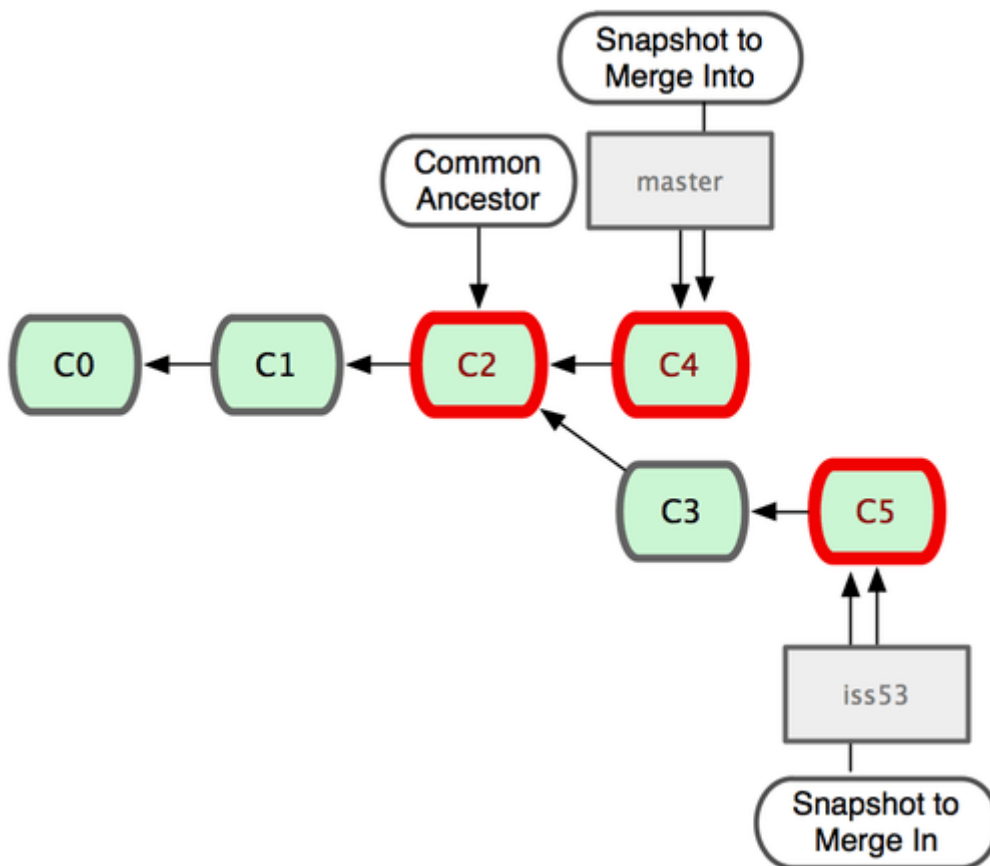 Snapshot to
Merge Into
Common
Ancestor
master
C0
C1
C2
C4
C3
C5
iss53
Snapshot to
Merge In